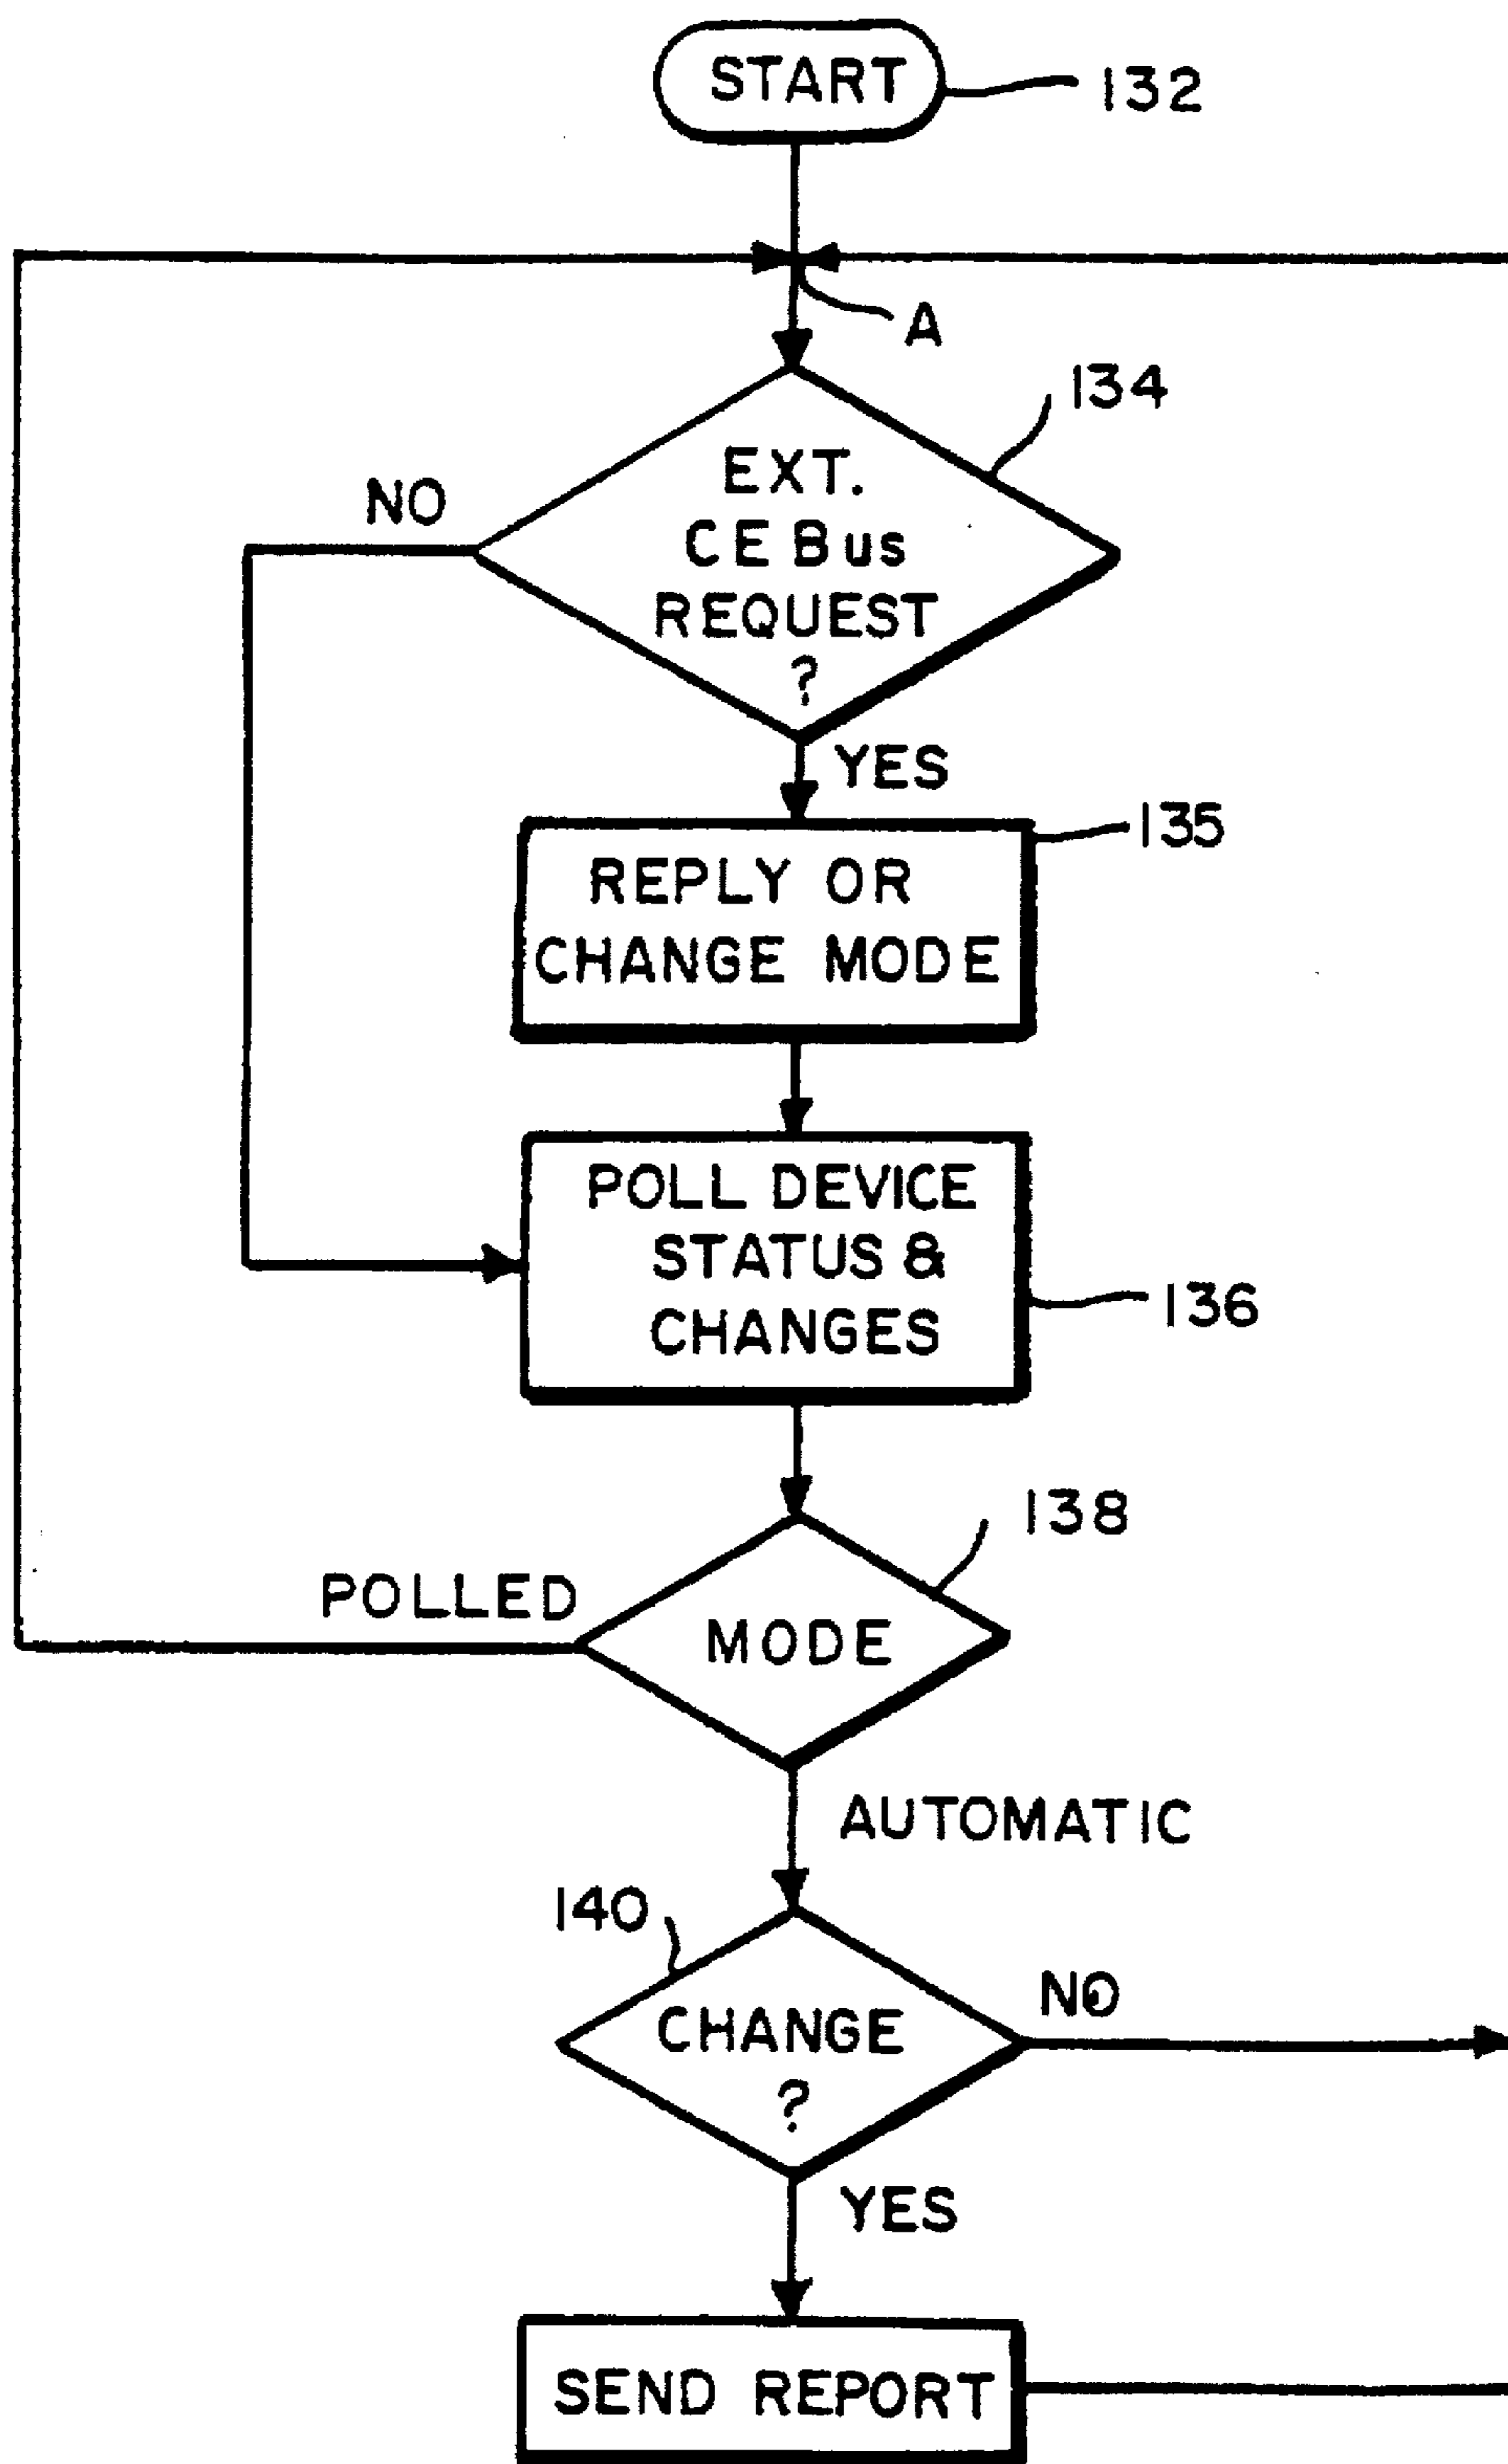 START
132
A
134
EXT.
CEBus
REQUEST
?
NO
YES
135
REPLY OR
CHANGE MODE
POLL DEVICE
STATUS &
CHANGES
136
138
POLLED
MODE
AUTOMATIC
140
CHANGE
?
NO
YES
SEND REPORT